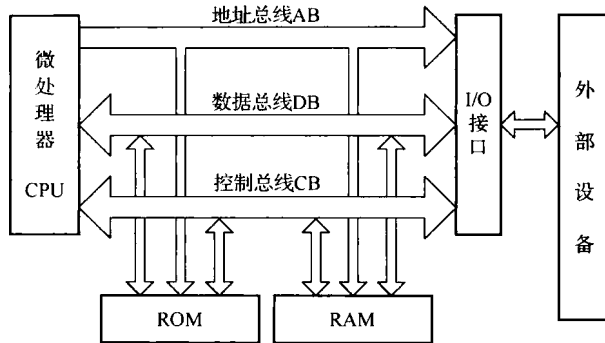 地址总线AB
微处理器
CPU
数据总线DB
控制总线CB
I/O
接口
外部设备
ROM
RAM